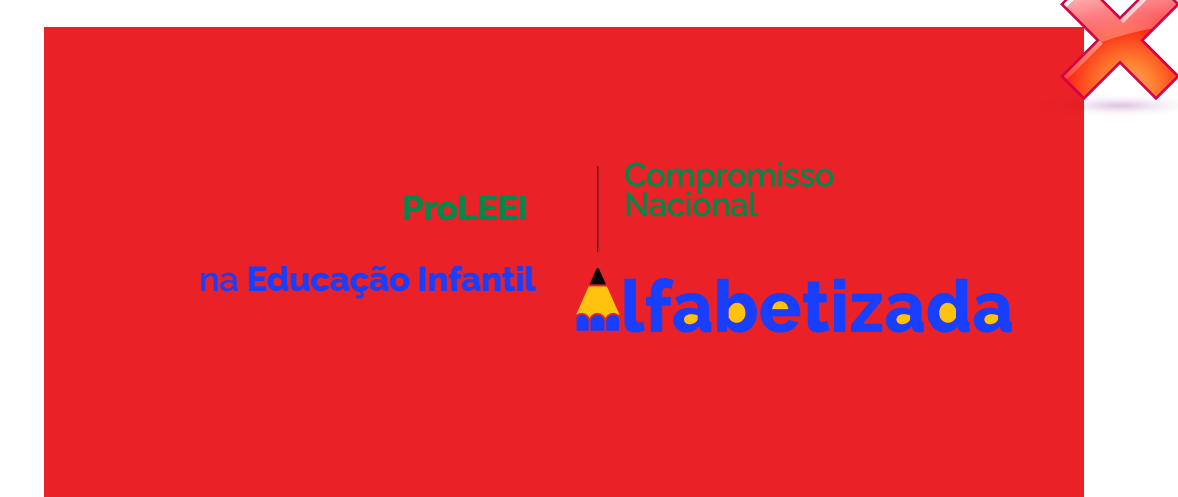 ProLEEI
na Educação Infantil
Compromisso
Nacional
Alfabetizada